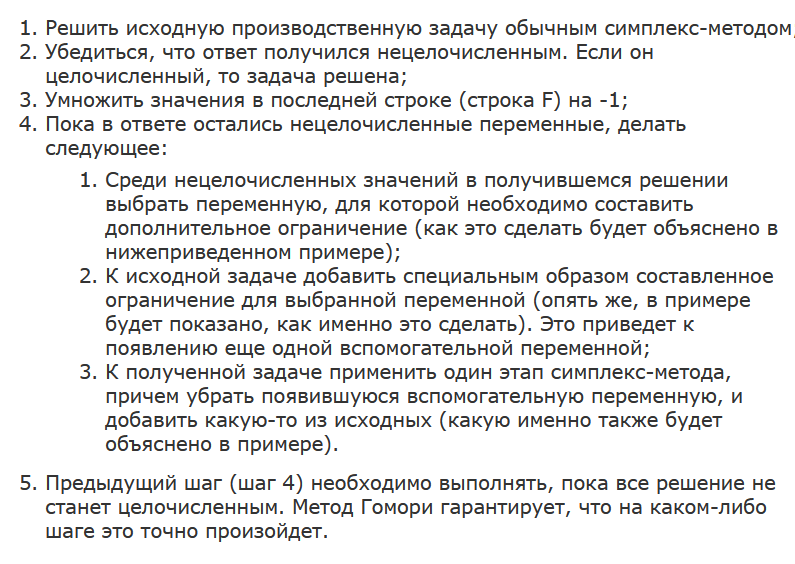 1. Решить исходную производственную задачу обычным симплекс-методом,
2. Убедиться, что ответ получился нецелочисленным. Если он
целочисленный, то задача решена;
3. Умножить значения в последней строке (строка F) на -1;
4. Пока в ответе остались нецелочисленные переменные, делать
следующее:
1. Среди нецелочисленных значений в получившемся решении
выбрать переменную, для которой необходимо составить
дополнительное ограничение (как это сделать будет объяснено в
нижеприведенном примере);
2. К исходной задаче добавить специальным образом составленное
ограничение для выбранной переменной (опять же, в примере
будет показано, как именно это сделать). Это приведет к
появлению еще одной вспомогательной переменной;
3. К полученной задаче применить один этап симплекс-метода,
причем убрать появившуюся вспомогательную переменную, и
добавить какую-то из исходных (какую именно также будет
объяснено в примере).
5. Предыдущий шаг (шаг 4) необходимо выполнять, пока все решение не
станет целочисленным. Метод Гомори гарантирует, что на каком-либо
шаге это точно произойдет.